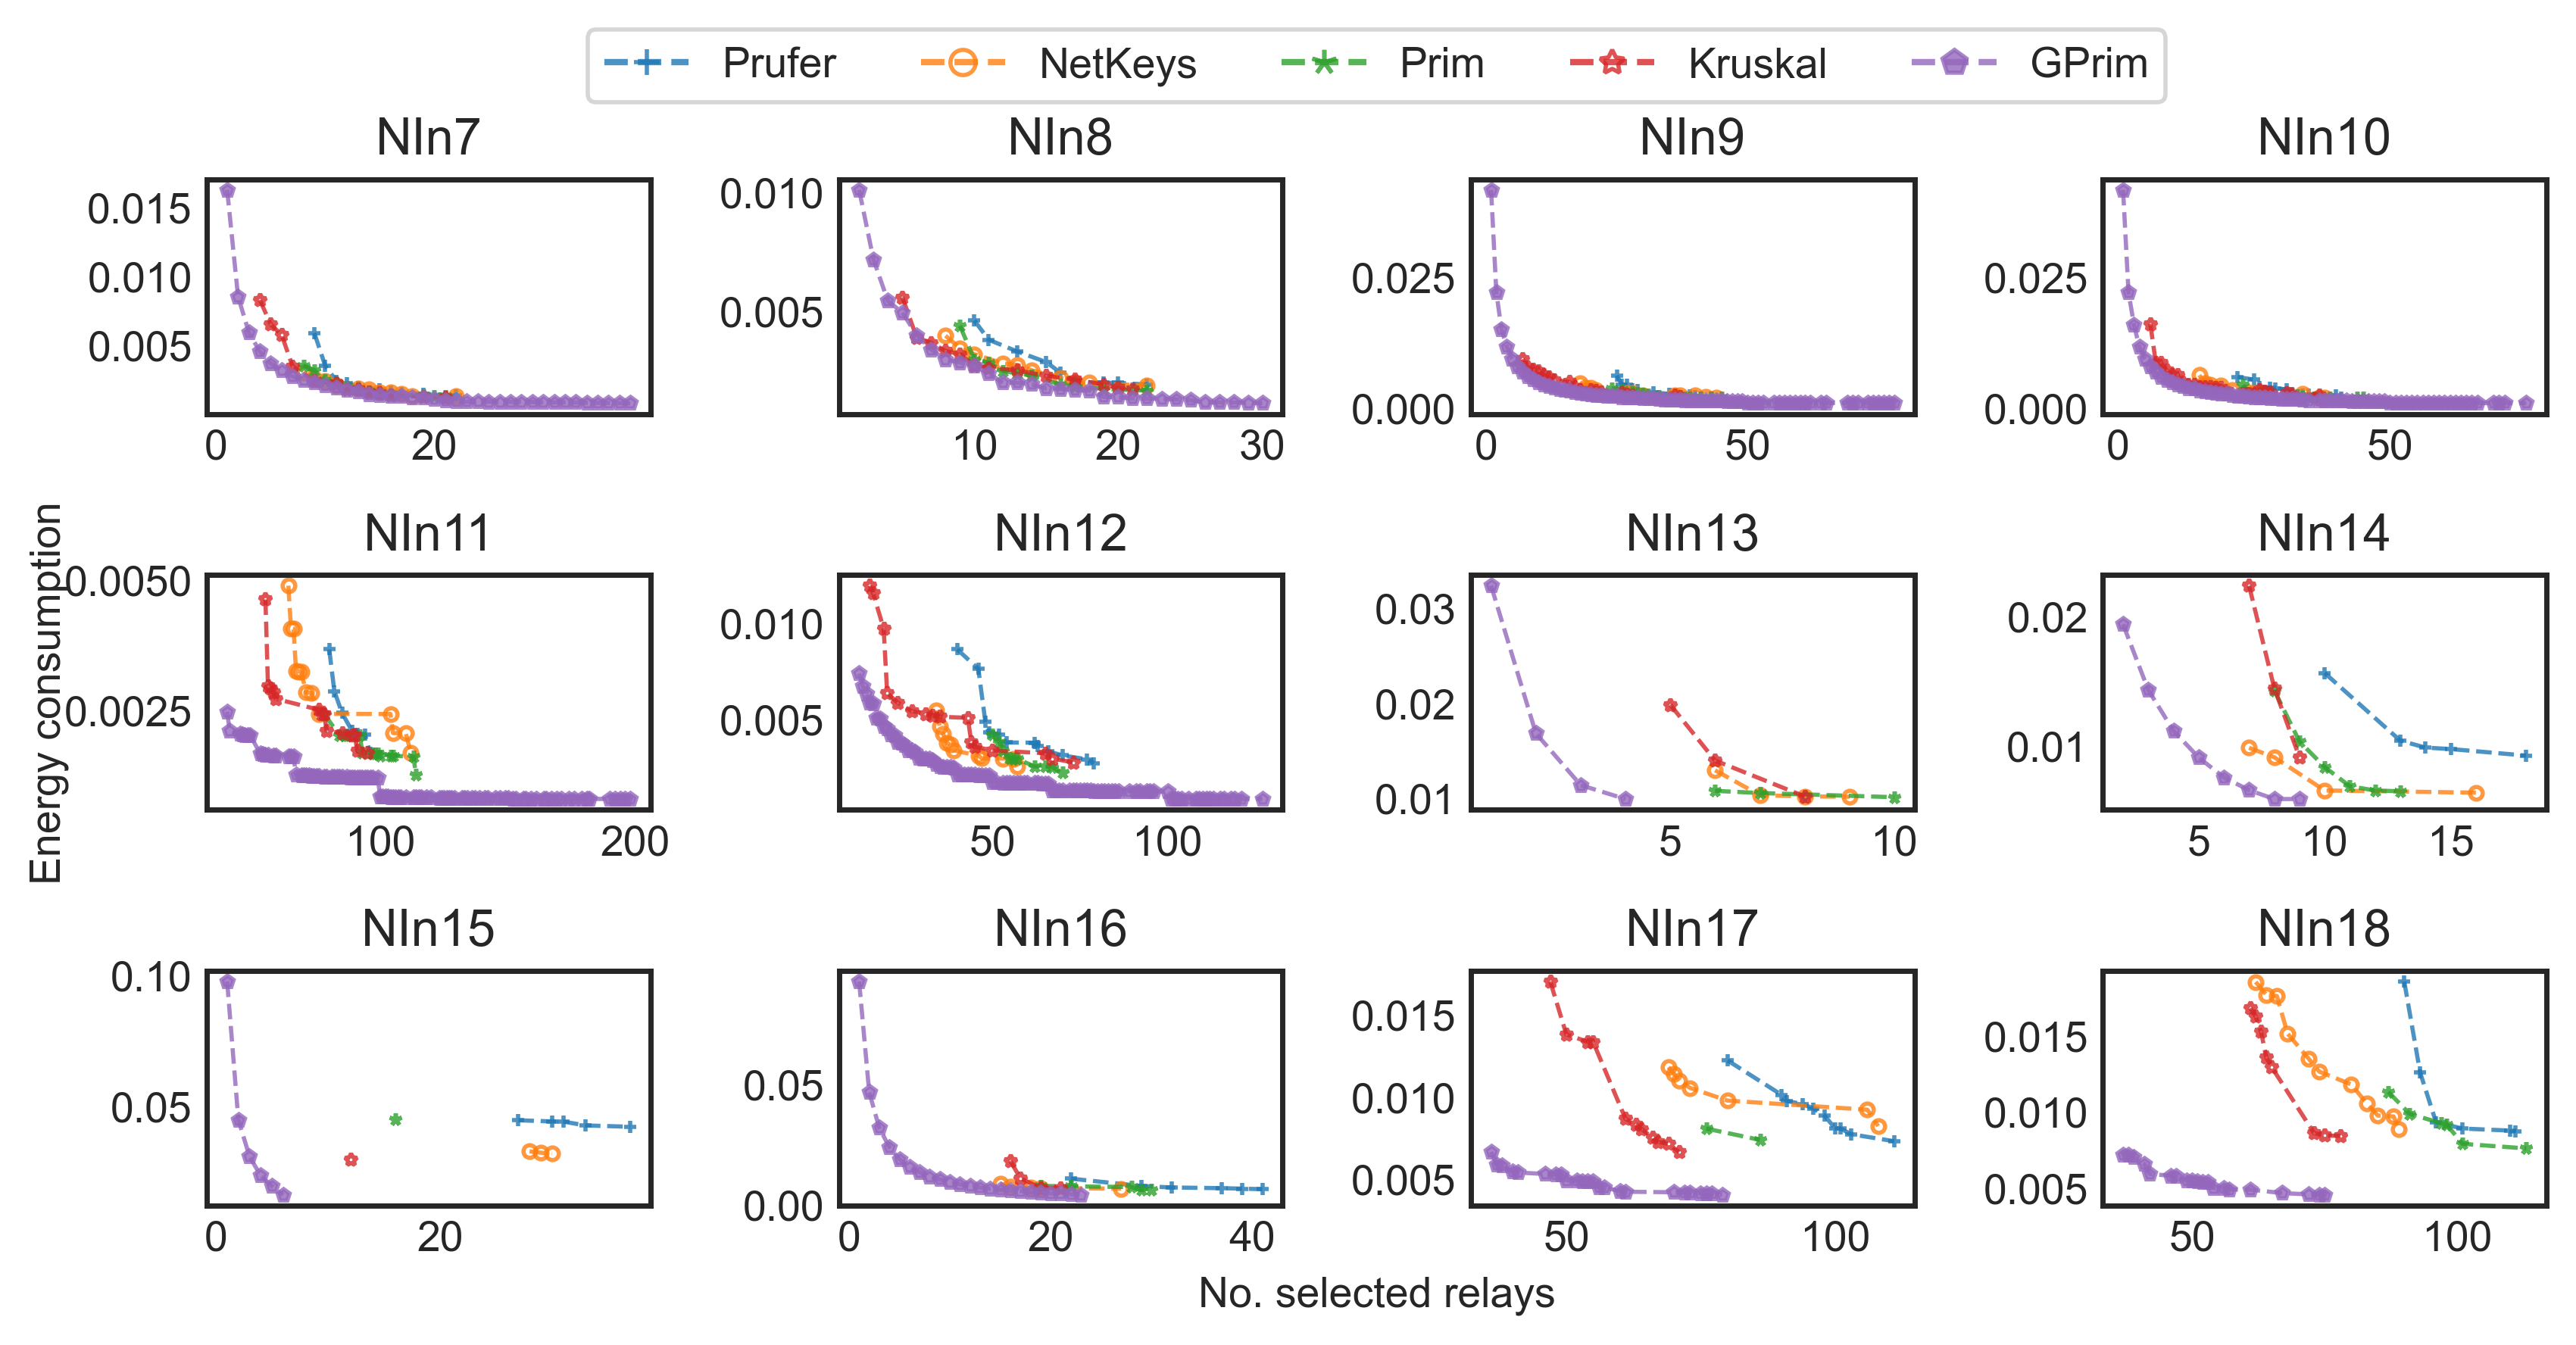 Prufer NetKeys Prim Kruskal GPrim
NIn7 NIn8 NIn9 NIn10
0.015 0.010
0.010 0.025 0.025
0.005 0.005
0.000 0.000
0 20 10 20 30 0 50 0 50
Energy consumption
NIn11 NIn12 NIn13 NIn14
0.0050 0.010 0.03 0.02
0.0025 0.005 0.02 0.01
0.01
100 200 50 100 5 10 5 10 15
NIn15 NIn16 NIn17 NIn18
0.10 0.015 0.015
0.05 0.05 0.010 0.010
0.00 0.005 0.005
0 20 0 20 40 50 100 50 100
No. selected relays